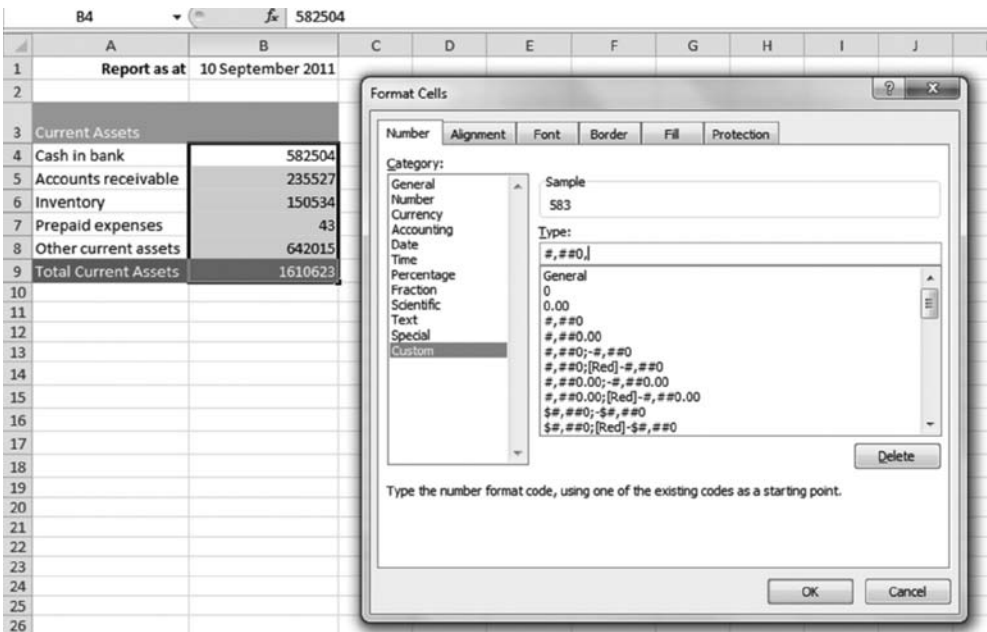 B4 fx 582504
A B C D E F G H I J
1 Report as at 10 September 2011
2
3 Current Assets
4 Cash in bank 582504
5 Accounts receivable 235527
6 Inventory 150534
7 Prepaid expenses 43
8 Other current assets 642015
9 Total Current Assets 1610623
10
11
12
13
14
15
16
17
18
19
20
21
22
23
24
25
26
Format Cells
Number Alignment Font Border Fill Protection
Category:
General
Number
Currency
Accounting
Date
Time
Percentage
Fraction
Scientific
Text
Special
Custom
Sample
583
Type:
#,##0,
General
0
0.00
#,##0
#,##0.00
#,##0;-#,##0
#,##0;[Red]-#,##0
#,##0.00;-#,##0.00
#,##0.00;[Red]-#,##0.00
$#,##0;-$#,##0
$#,##0;[Red]-$#,##0
Delete
Type the number format code, using one of the existing codes as a starting point.
OK Cancel